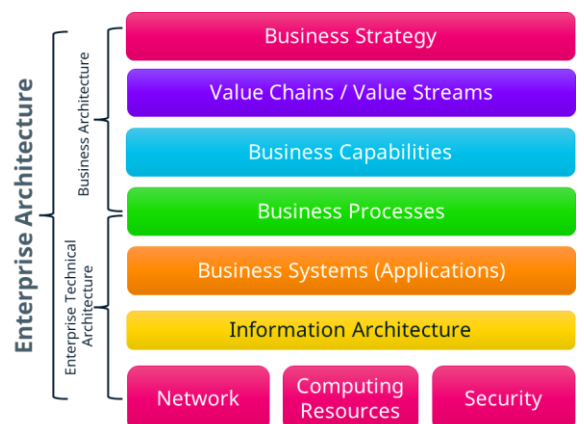 Enterprise Architecture
Business Architecture
Enterprise Technical
Architecture
Business Strategy
Value Chains / Value Streams
Business Capabilities
Business Processes
Business Systems (Applications)
Information Architecture
Network
Computing
Resources
Security